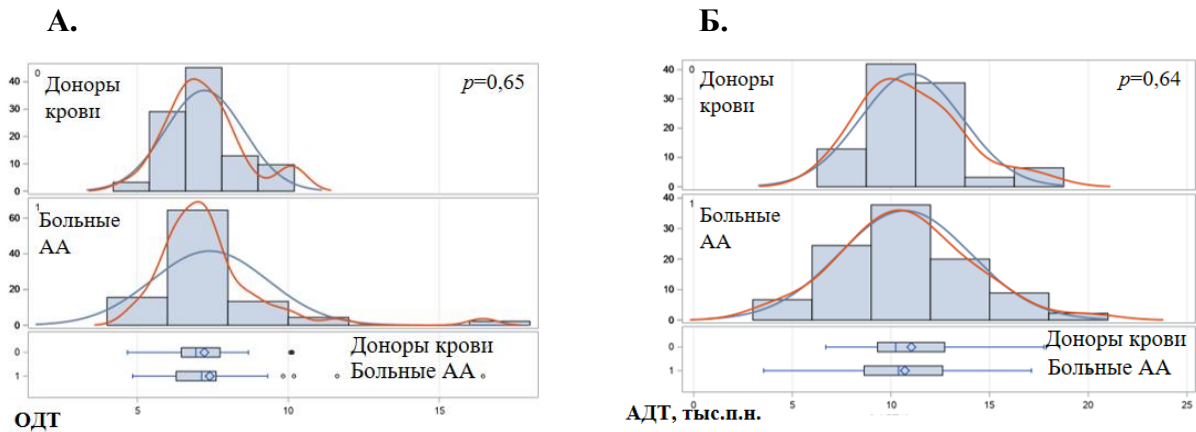 А.
0
Доноры
крови
p=0,65
40
30
20
10
0
1
Больные
АА
60
40
20
0
0
Доноры крови
1
Больные АА
5
10
15
ОДТ
Б.
0
Доноры
крови
p=0,64
40
30
20
10
0
1
Больные
АА
40
30
20
10
0
0
Доноры крови
1
Больные АА
0
5
10
15
20
25
АДТ, тыс.п.н.